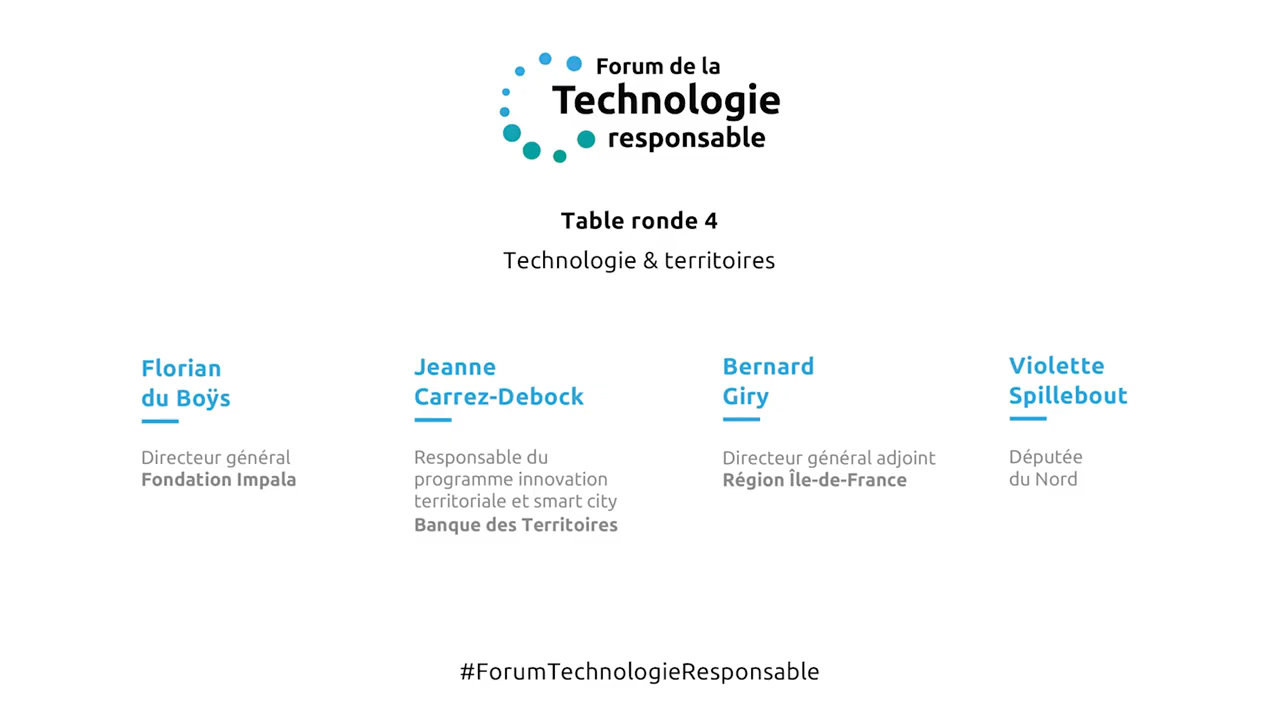 Forum de la
Technologie
responsable
Table ronde 4
Technologie & territoires
Florian
du Boÿs
Directeur général
Fondation Impala
Jeanne
Carrez-Debock
Responsable du
programme innovation
territoriale et smart city
Banque des Territoires
Bernard
Giry
Directeur général adjoint
Région Île-de-France
Violette
Spillebout
Députée
du Nord
#ForumTechnologieResponsable